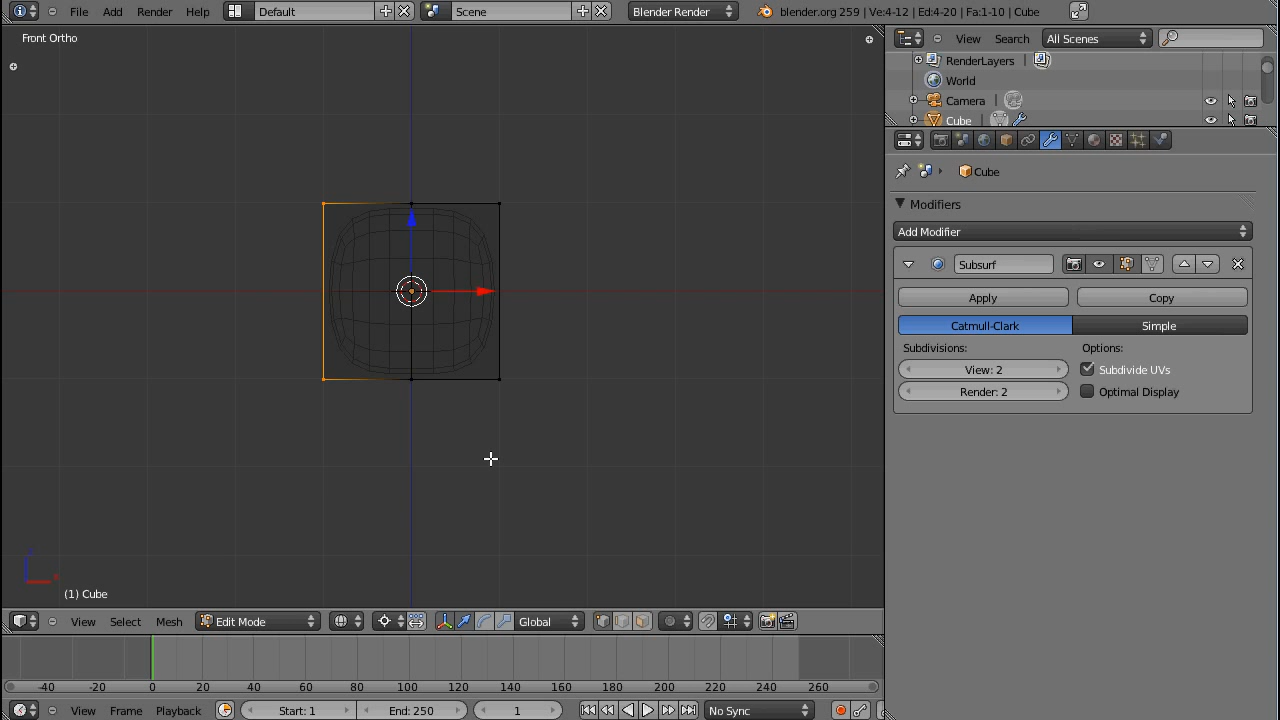 File Add Render Help Default Scene Blender Render blender.org 259 | Ve:4-12 | Ed:4-20 | Fa:1-10 | Cube
Front Ortho
View Search All Scenes
RenderLayers
World
Camera
Cube
Cube
Modifiers
Add Modifier
Subsurf
Apply Copy
Catmull-Clark Simple
Subdivisions: Options:
View: 2 Subdivide UVs
Render: 2 Optimal Display
(1) Cube
View Select Mesh Edit Mode Global
-40 -20 0 20 40 60 80 100 120 140 160 180 200 220 240 260
View Frame Playback Start: 1 End: 250 1 No Sync